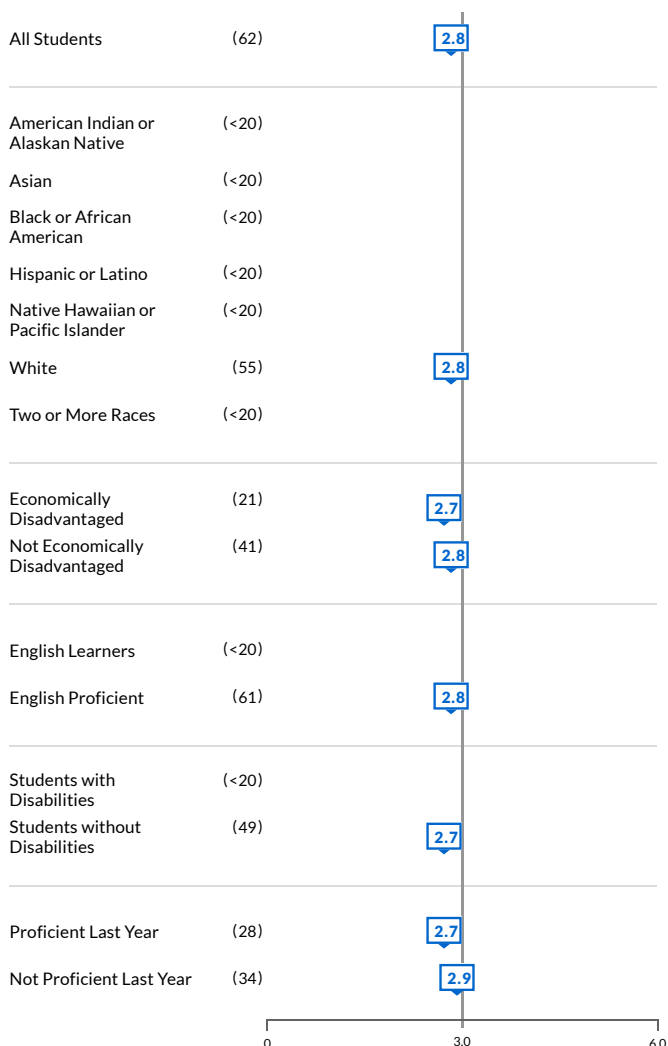 All Students (62) 2.8
American Indian or (<20)
Alaskan Native
Asian (<20)
Black or African (<20)
American
Hispanic or Latino (<20)
Native Hawaiian or (<20)
Pacific Islander
White (55) 2.8
Two or More Races (<20)
Economically (21) 2.7
Disadvantaged
Not Economically (41) 2.8
Disadvantaged
English Learners (<20)
English Proficient (61) 2.8
Students with (<20)
Disabilities
Students without (49) 2.7
Disabilities
Proficient Last Year (28) 2.7
Not Proficient Last Year (34) 2.9
0 3.0 6.0